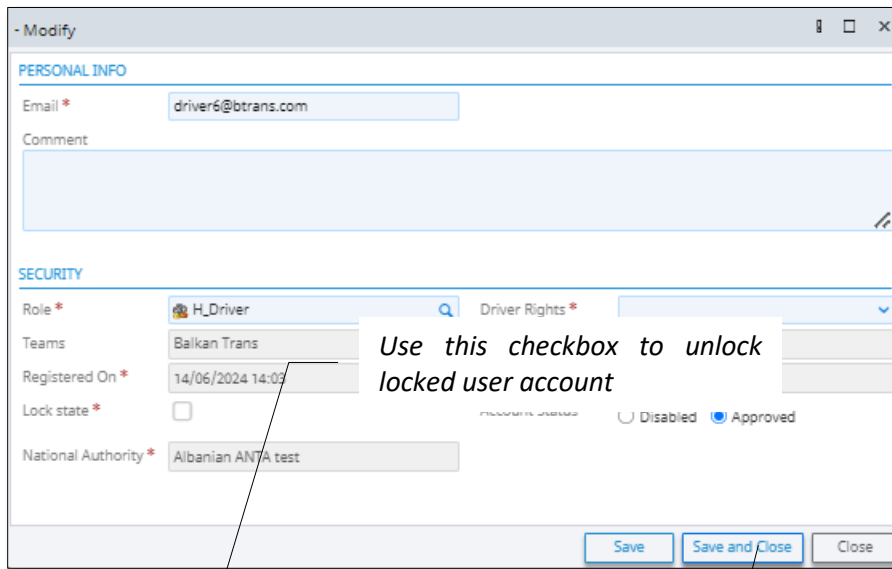 - Modify
PERSONAL INFO
Email *
driver6@btrans.com
Comment
SECURITY
Role *
H_Driver
Driver Rights *
Teams
Balkan Trans
Use this checkbox to unlock
locked user account
Registered On *
14/06/2024 14:03
Lock state *
Account Status
Disabled
Approved
National Authority *
Albanian ANTA test
Save
Save and Close
Close